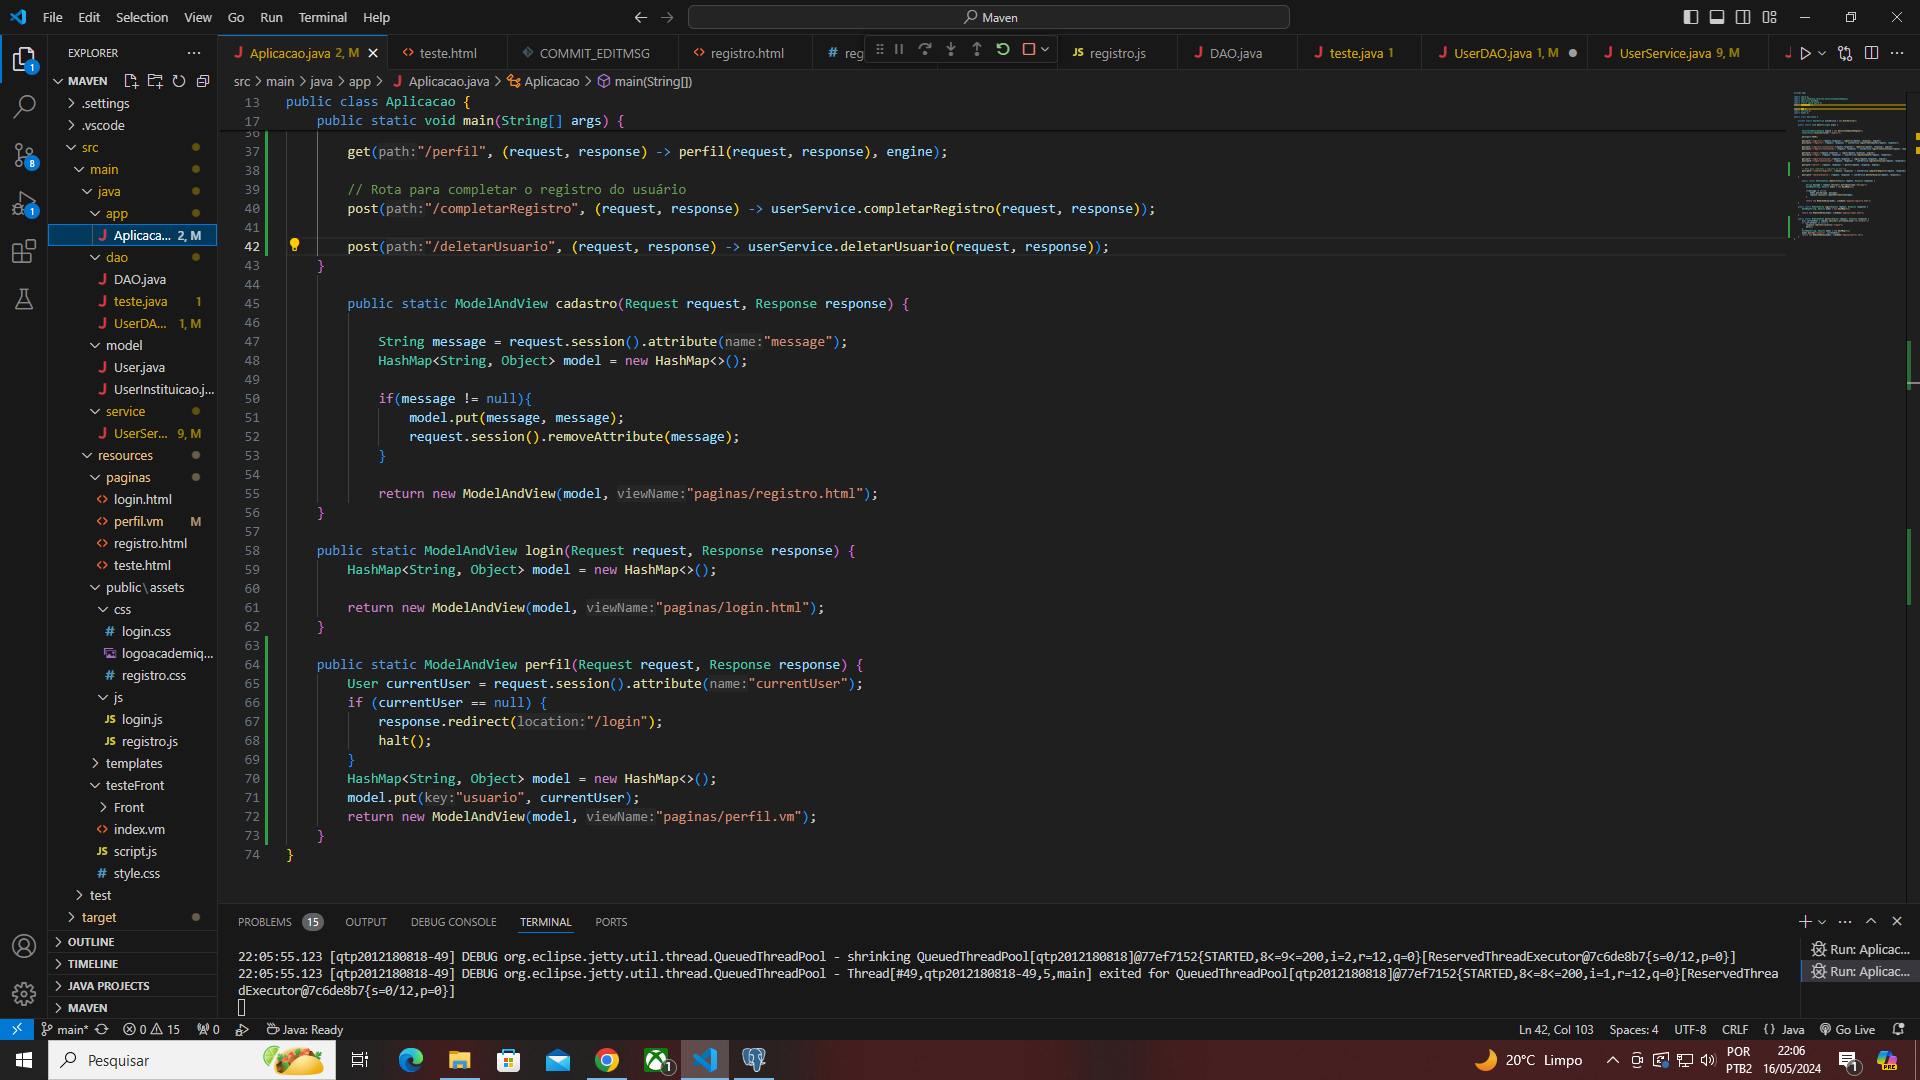 File Edit Selection View Go Run Terminal Help
Maven
EXPLORER
Aplicacao.java 2, M
teste.html
COMMIT_EDITMSG
registro.html
reg
registro.js
DAO.java
teste.java 1
UserDAO.java 1, M
UserService.java 9, M
MAVEN
src > main > java > app > Aplicacao.java > Aplicacao > main(String[])
.settings
.vscode
src
main
java
app
Aplicaca... 2, M
dao
DAO.java
teste.java 1
UserDA... 1, M
model
User.java
UserInstituicao.j...
service
UserSer... 9, M
resources
paginas
login.html
perfil.vm M
registro.html
teste.html
public\assets
css
login.css
logoacademiq...
registro.css
js
login.js
registro.js
templates
testeFront
Front
index.vm
script.js
style.css
test
target
OUTLINE
TIMELINE
JAVA PROJECTS
MAVEN
13 public class Aplicacao {
17 public static void main(String[] args) {
36
37 get(path:"/perfil", (request, response) -> perfil(request, response), engine);
38
39 // Rota para completar o registro do usuário
40 post(path:"/completarRegistro", (request, response) -> userService.completarRegistro(request, response));
41
42 post(path:"/deletarUsuario", (request, response) -> userService.deletarUsuario(request, response));
43 }
44
45 public static ModelAndView cadastro(Request request, Response response) {
46
47 String message = request.session().attribute(name:"message");
48 HashMap<String, Object> model = new HashMap<>();
49
50 if(message != null){
51 model.put(message, message);
52 request.session().removeAttribute(message);
53 }
54
55 return new ModelAndView(model, viewName:"paginas/registro.html");
56 }
57
58 public static ModelAndView login(Request request, Response response) {
59 HashMap<String, Object> model = new HashMap<>();
60
61 return new ModelAndView(model, viewName:"paginas/login.html");
62 }
63
64 public static ModelAndView perfil(Request request, Response response) {
65 User currentUser = request.session().attribute(name:"currentUser");
66 if (currentUser == null) {
67 response.redirect(location:"/login");
68 halt();
69 }
70 HashMap<String, Object> model = new HashMap<>();
71 model.put(key:"usuario", currentUser);
72 return new ModelAndView(model, viewName:"paginas/perfil.vm");
73 }
74 }
PROBLEMS 15 OUTPUT DEBUG CONSOLE TERMINAL PORTS
22:05:55.123 [qtp2012180818-49] DEBUG org.eclipse.jetty.util.thread.QueuedThreadPool - shrinking QueuedThreadPool[qtp2012180818]@77ef7152{STARTED,8<=9<=200,i=2,r=12,q=0}[ReservedThreadExecutor@7c6de8b7{s=0/12,p=0}]
22:05:55.123 [qtp2012180818-49] DEBUG org.eclipse.jetty.util.thread.QueuedThreadPool - Thread[#49,qtp2012180818-49,5,main] exited for QueuedThreadPool[qtp2012180818]@77ef7152{STARTED,8<=8<=200,i=1,r=12,q=0}[ReservedThrea
dExecutor@7c6de8b7{s=0/12,p=0}]
Run: Aplicac...
Run: Aplicac...
main* 0 15 0 Java: Ready
Ln 42, Col 103 Spaces: 4 UTF-8 CRLF {} Java Go Live
Pesquisar
20°C Limpo
POR
PTB2
22:06
16/05/2024